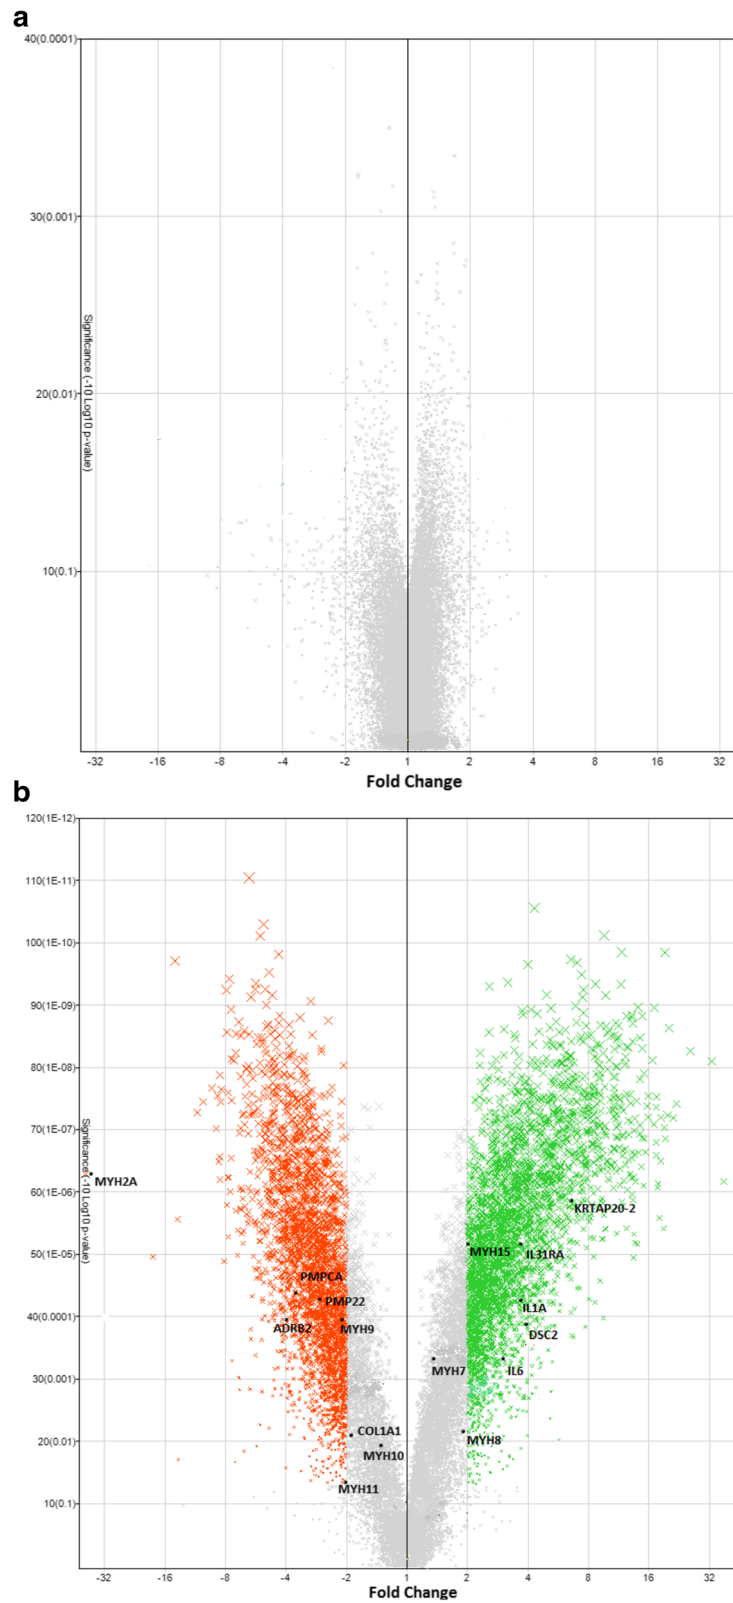 a
40(0.0001)
30(0.001)
20(0.01)
10(0.1)
Significance (-10 Log10 p-value)
-32 -16 -8 -4 -2 1 2 4 8 16 32
Fold Change
b
120(1E-12)
110(1E-11)
100(1E-10)
90(1E-09)
80(1E-08)
70(1E-07)
60(1E-06)
50(1E-05)
40(0.0001)
30(0.001)
20(0.01)
10(0.1)
Significance (-10 Log10 p-value)
MYH2A
KRTAP20-2
MYH15
IL31RA
PMPCA
PMP22
IL1A
ADRB2
MYH9
DSC2
MYH7
IL6
COL1A1
MYH8
MYH10
MYH11
-32 -16 -8 -4 -2 1 2 4 8 16 32
Fold Change